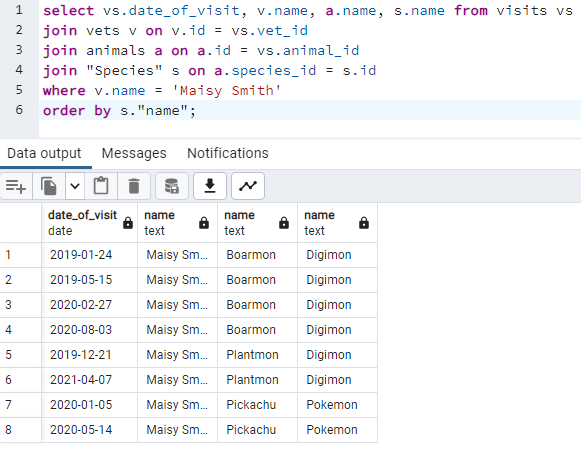 1 select vs.date_of_visit, v.name, a.name, s.name from visits vs
2 join vets v on v.id = vs.vet_id
3 join animals a on a.id = vs.animal_id
4 join "Species" s on a.species_id = s.id
5 where v.name = 'Maisy Smith'
6 order by s."name";
Data output Messages Notifications
date_of_visit name name name
date text text text
1 2019-01-24 Maisy Sm... Boarmon Digimon
2 2019-05-15 Maisy Sm... Boarmon Digimon
3 2020-02-27 Maisy Sm... Boarmon Digimon
4 2020-08-03 Maisy Sm... Boarmon Digimon
5 2019-12-21 Maisy Sm... Plantmon Digimon
6 2021-04-07 Maisy Sm... Plantmon Digimon
7 2020-01-05 Maisy Sm... Pickachu Pokemon
8 2020-05-14 Maisy Sm... Pickachu Pokemon